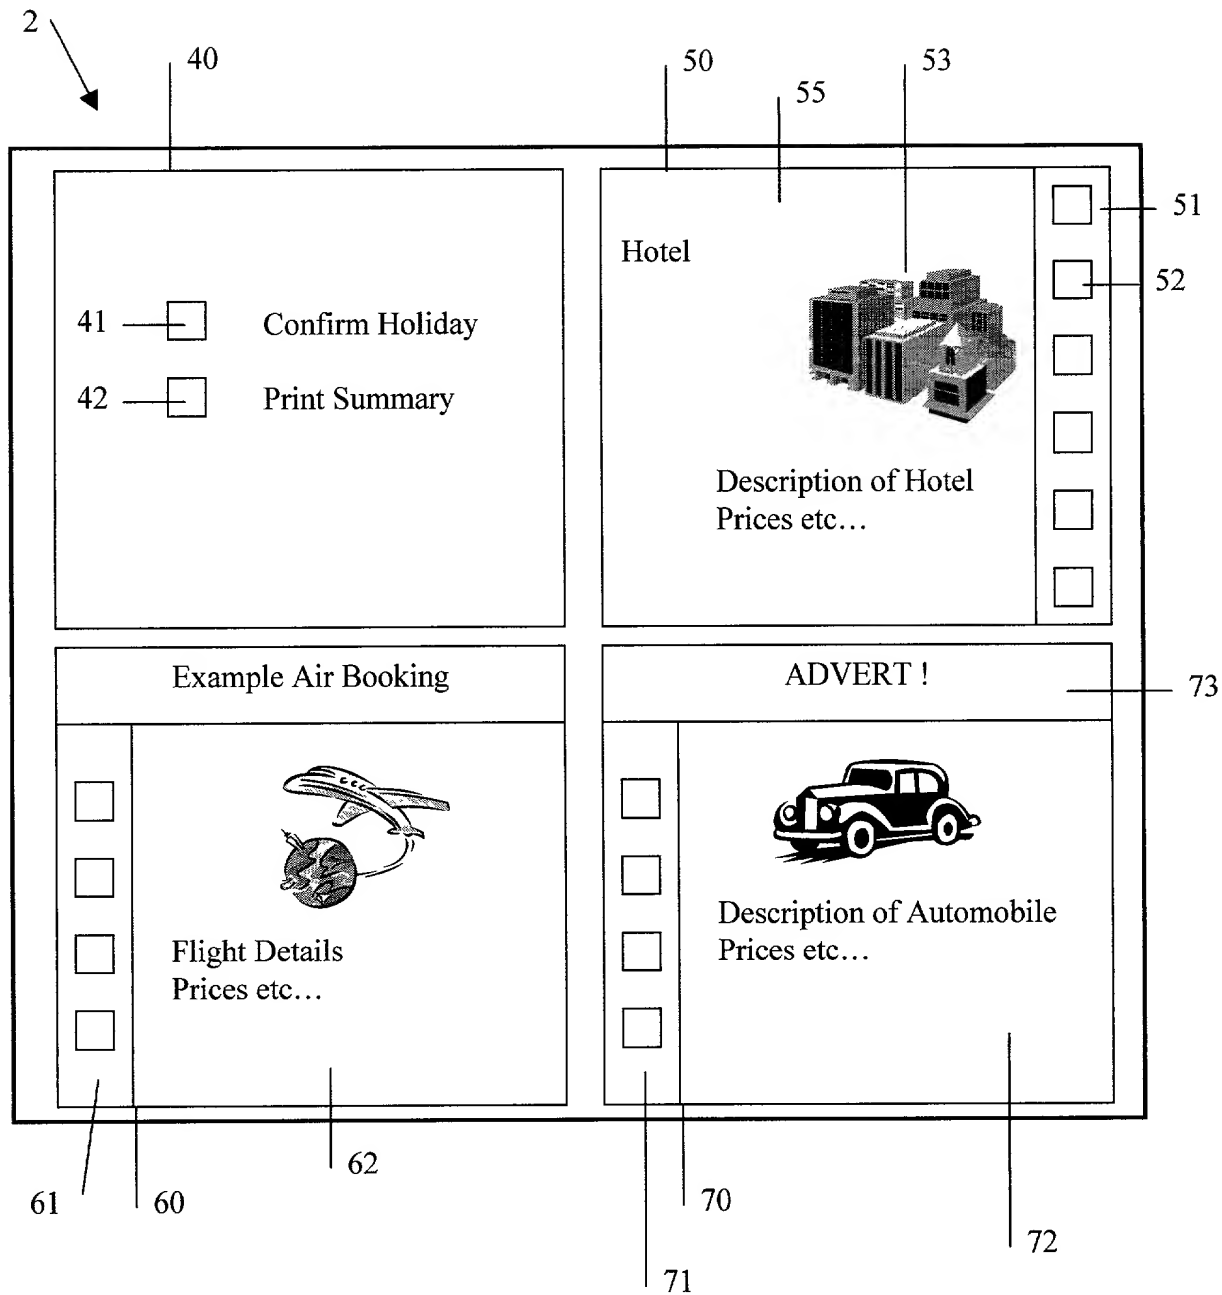 2
40
50
53
55
51
Hotel
52
41
Confirm Holiday
42
Print Summary
Description of Hotel
Prices etc...
Example Air Booking
ADVERT !
73
Flight Details
Prices etc...
Description of Automobile
Prices etc...
61
60
62
70
71
72